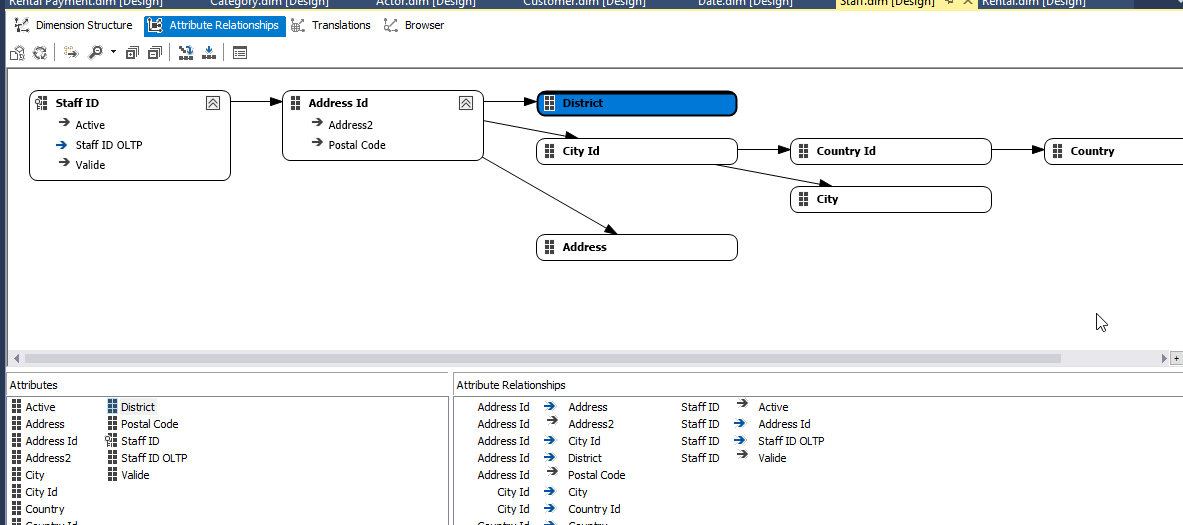 Rental Payment.dim [Design] Category.dim [Design] Actor.dim [Design] Customer.dim [Design] Date.dim [Design] Staff.dim [Design] Rental.dim [Design]
Dimension Structure Attribute Relationships Translations Browser
Staff ID Address Id District
Active Address2
Staff ID OLTP Postal Code City Id Country Id Country
Valide
City
Address
Attributes Attribute Relationships
Active District Address Id Address Staff ID Active
Address Postal Code Address Id Address2 Staff ID Address Id
Address Id Staff ID Address Id City Id Staff ID Staff ID OLTP
Address2 Staff ID OLTP Address Id District Staff ID Valide
City Valide Address Id Postal Code
City Id City Id City
Country City Id Country Id
Country Id Country Id Country